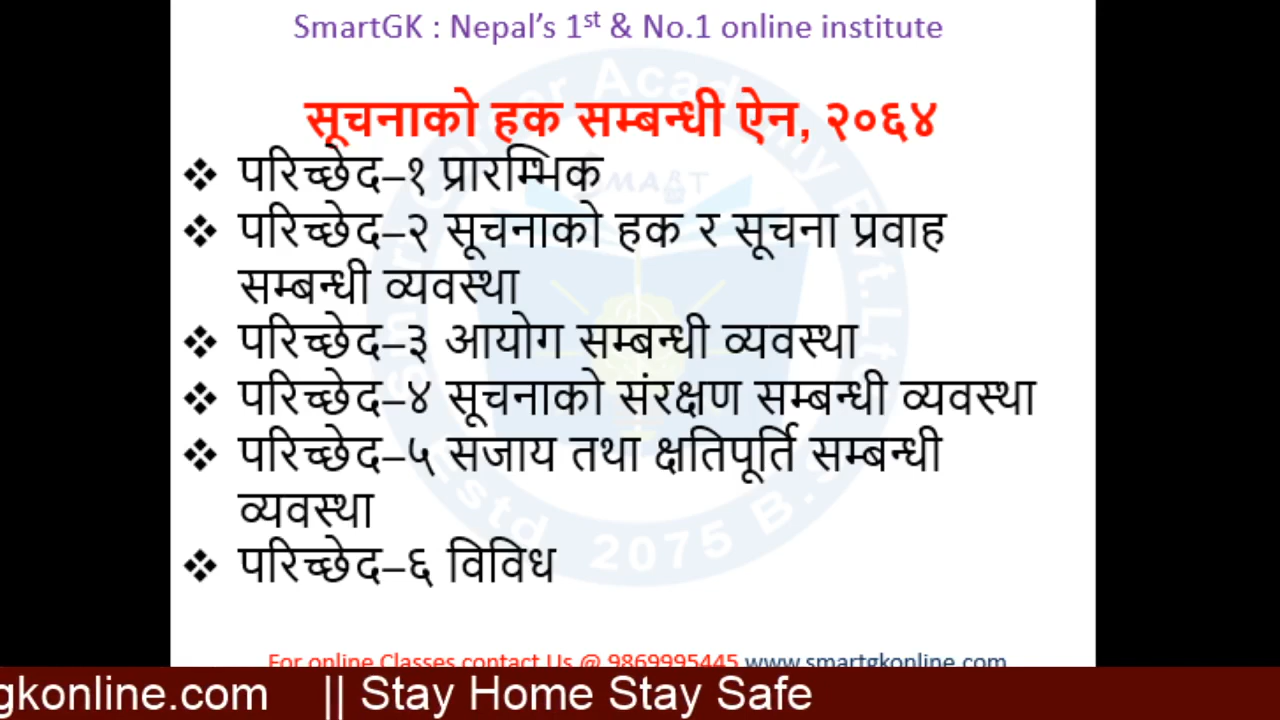 SmartGK : Nepal’s 1st & No.1 online institute
सूचनाको हक सम्बन्धी ऐन, २०६४
❖ परिच्छेद–१ प्रारम्भिक
❖ परिच्छेद–२ सूचनाको हक र सूचना प्रवाह
सम्बन्धी व्यवस्था
❖ परिच्छेद–३ आयोग सम्बन्धी व्यवस्था
❖ परिच्छेद–४ सूचनाको संरक्षण सम्बन्धी व्यवस्था
❖ परिच्छेद–५ सजाय तथा क्षतिपूर्ति सम्बन्धी
व्यवस्था
❖ परिच्छेद–६ विविध
Estd 2075 B.S
For online Classes contact Us @ 9869995445 www.smartgkonline.com
gkonline.com || Stay Home Stay Safe